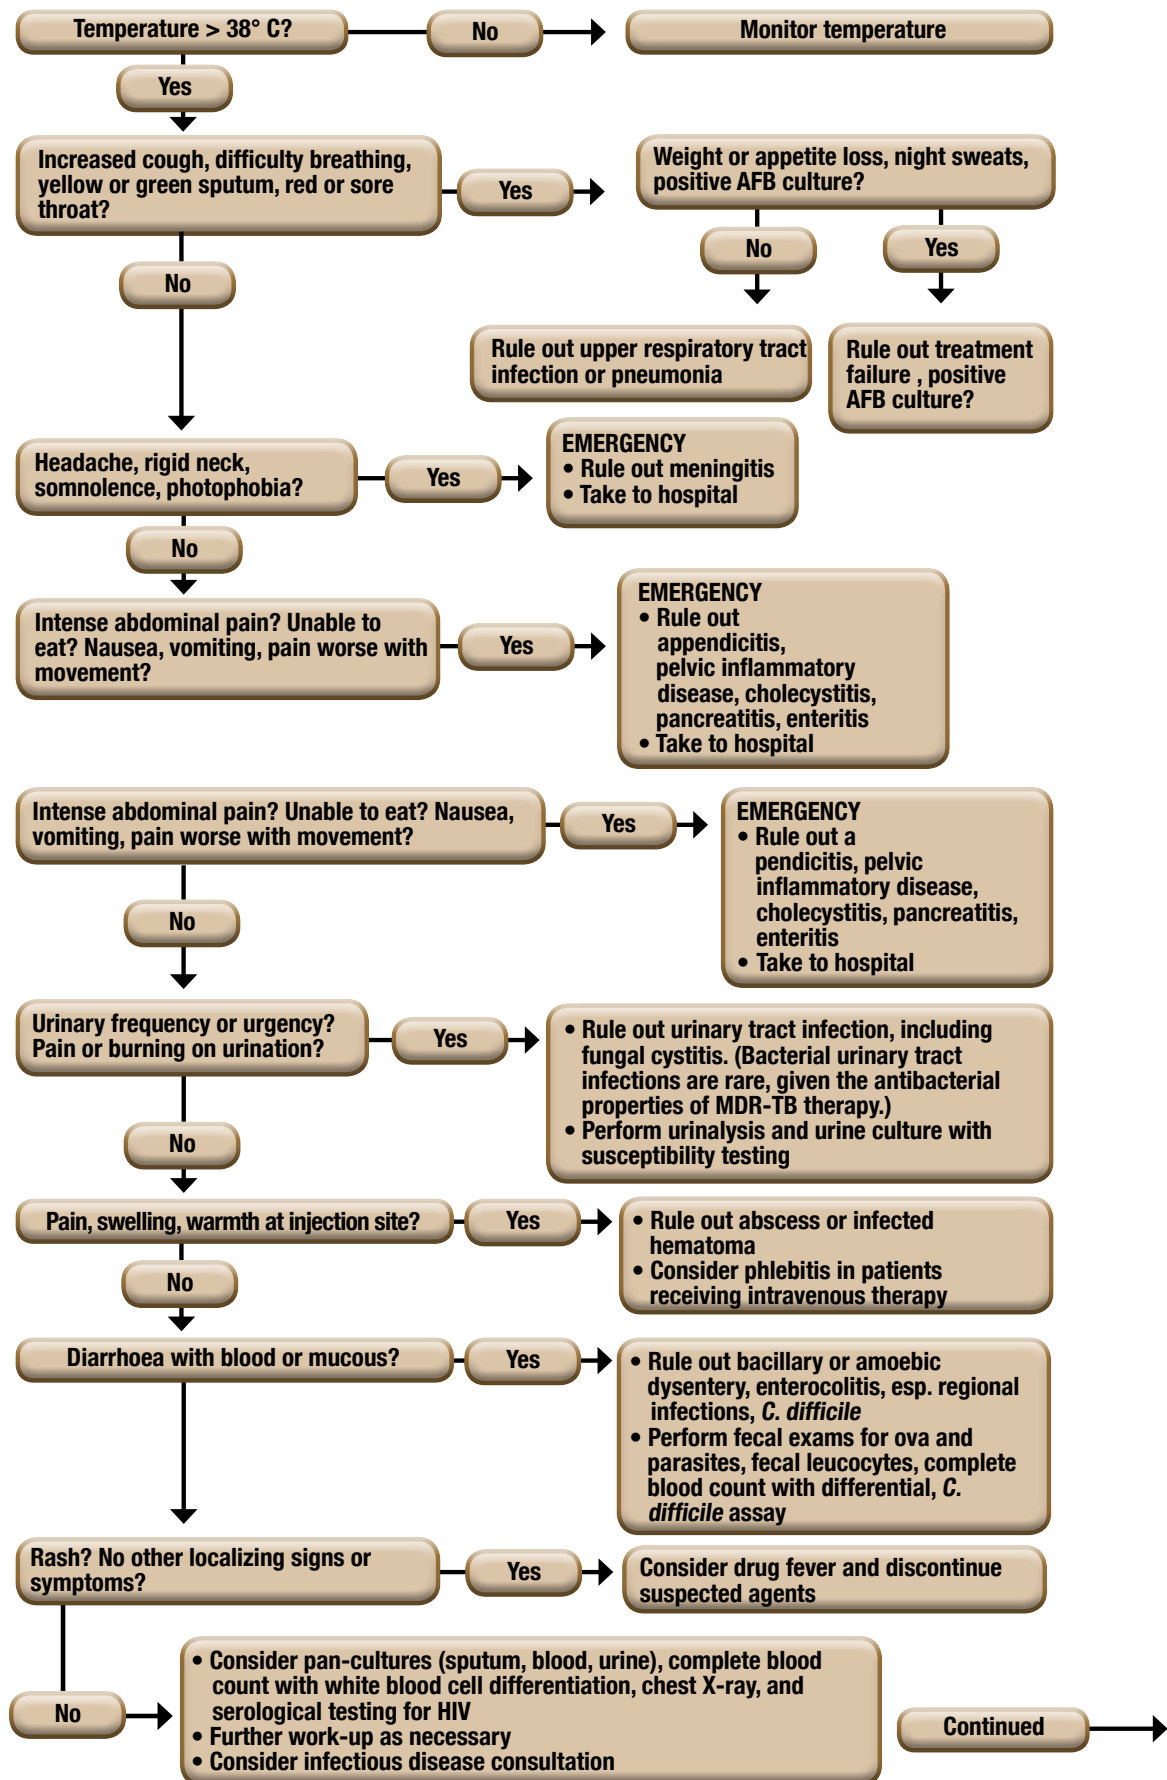 Temperature > 38° C?
No
Monitor temperature
Yes
Increased cough, difficulty breathing,
yellow or green sputum, red or sore
throat?
Yes
Weight or appetite loss, night sweats,
positive AFB culture?
No
Yes
No
Rule out upper respiratory tract
infection or pneumonia
Rule out treatment
failure , positive
AFB culture?
Headache, rigid neck,
somnolence, photophobia?
Yes
EMERGENCY
• Rule out meningitis
• Take to hospital
No
Intense abdominal pain? Unable to
eat? Nausea, vomiting, pain worse with
movement?
Yes
EMERGENCY
• Rule out
appendicitis,
pelvic inflammatory
disease, cholecystitis,
pancreatitis, enteritis
• Take to hospital
Intense abdominal pain? Unable to eat? Nausea,
vomiting, pain worse with movement?
Yes
EMERGENCY
• Rule out a
pendicitis, pelvic
inflammatory disease,
cholecystitis, pancreatitis,
enteritis
• Take to hospital
No
Urinary frequency or urgency?
Pain or burning on urination?
Yes
• Rule out urinary tract infection, including
fungal cystitis. (Bacterial urinary tract
infections are rare, given the antibacterial
properties of MDR-TB therapy.)
• Perform urinalysis and urine culture with
susceptibility testing
No
Pain, swelling, warmth at injection site?
Yes
• Rule out abscess or infected
hematoma
• Consider phlebitis in patients
receiving intravenous therapy
No
Diarrhoea with blood or mucous?
Yes
• Rule out bacillary or amoebic
dysentery, enterocolitis, esp. regional
infections, C. difficile
• Perform fecal exams for ova and
parasites, fecal leucocytes, complete
blood count with differential, C.
difficile assay
Rash? No other localizing signs or
symptoms?
Yes
Consider drug fever and discontinue
suspected agents
No
• Consider pan-cultures (sputum, blood, urine), complete blood
count with white blood cell differentiation, chest X-ray, and
serological testing for HIV
• Further work-up as necessary
• Consider infectious disease consultation
Continued